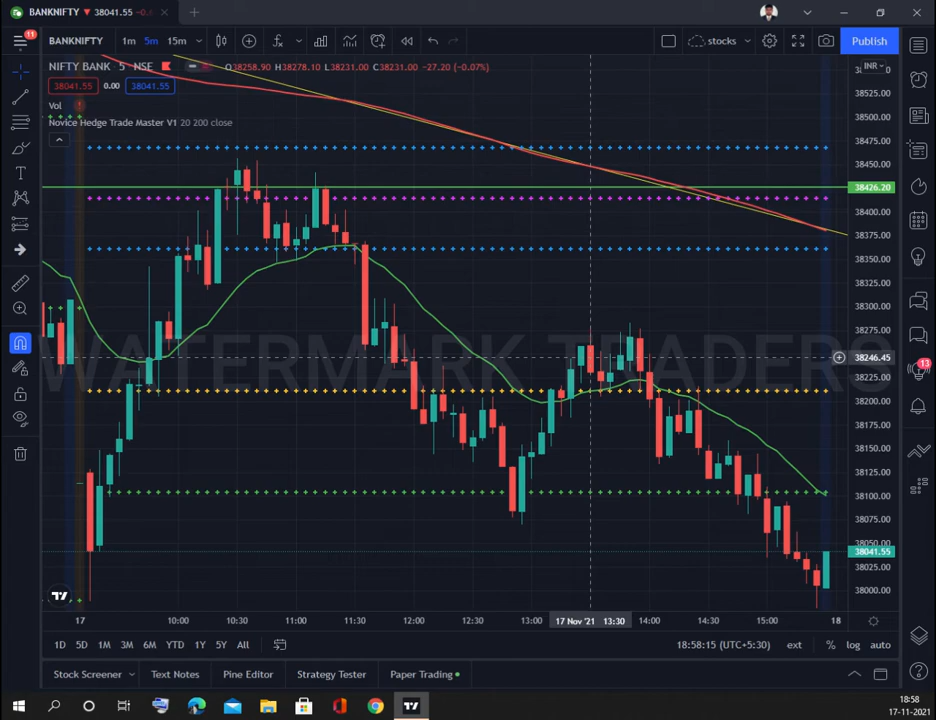 BANKNIFTY ▼ 38041.55 −0.
11
BANKNIFTY 1m 5m 15m stocks Publish
NIFTY BANK · 5 · NSE O38258.90 H38278.10 L38231.00 C38231.00 −27.20 (−0.07%)
INR
38041.55 0.00 38041.55
Vol
Novice Hedge Trade Master V1 20 200 close
38525.00
38500.00
38475.00
38450.00
38426.20
38400.00
38375.00
38350.00
38325.00
38300.00
38275.00
38246.45
38225.00
38200.00
38175.00
38150.00
38125.00
38100.00
38075.00
38041.55
38025.00
38000.00
WATERMARK TRADERS
13
17 10:00 10:30 11:00 11:30 12:00 12:30 13:00 17 Nov '21 13:30 14:00 14:30 15:00 18
1D 5D 1M 3M 6M YTD 1Y 5Y All 18:58:15 (UTC+5:30) ext % log auto
Stock Screener Text Notes Pine Editor Strategy Tester Paper Trading
18:58
17-11-2021